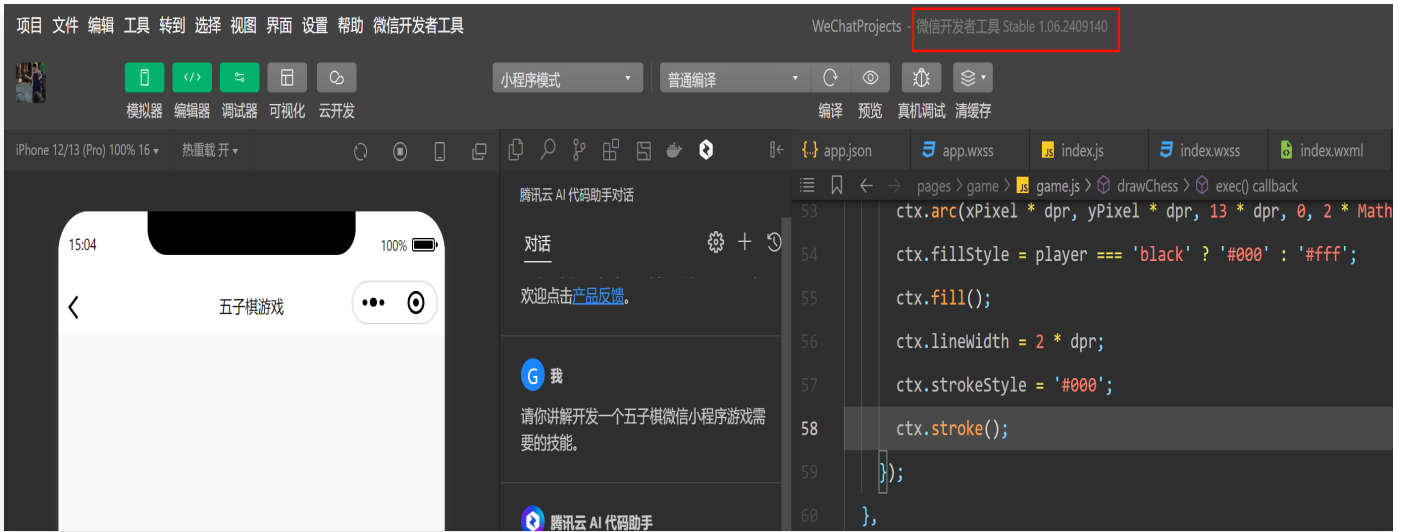 项目 文件 编辑 工具 转到 选择 视图 界面 设置 帮助 微信开发者工具
WeChatProjects - 微信开发者工具 Stable 1.06.2409140
小程序模式
普通编译
模拟器 编辑器 调试器 可视化 云开发
编译 预览 真机调试 清缓存
iPhone 12/13 (Pro) 100% 16 热重载 开
app.json
app.wxss
JS index.js
index.wxss
index.wxml
pages > game > JS game.js > drawChess > exec() callback
腾讯云 AI 代码助手对话
15:04
100%
五子棋游戏
对话
欢迎点击产品反馈。
G 我
请你讲解开发一个五子棋微信小程序游戏需
要的技能。
腾讯云 AI 代码助手
53 ctx.arc(xPixel * dpr, yPixel * dpr, 13 * dpr, 0, 2 * Math
54 ctx.fillStyle = player === 'black' ? '#000' : '#fff';
55 ctx.fill();
56 ctx.lineWidth = 2 * dpr;
57 ctx.strokeStyle = '#000';
58 ctx.stroke();
59 });
60 },